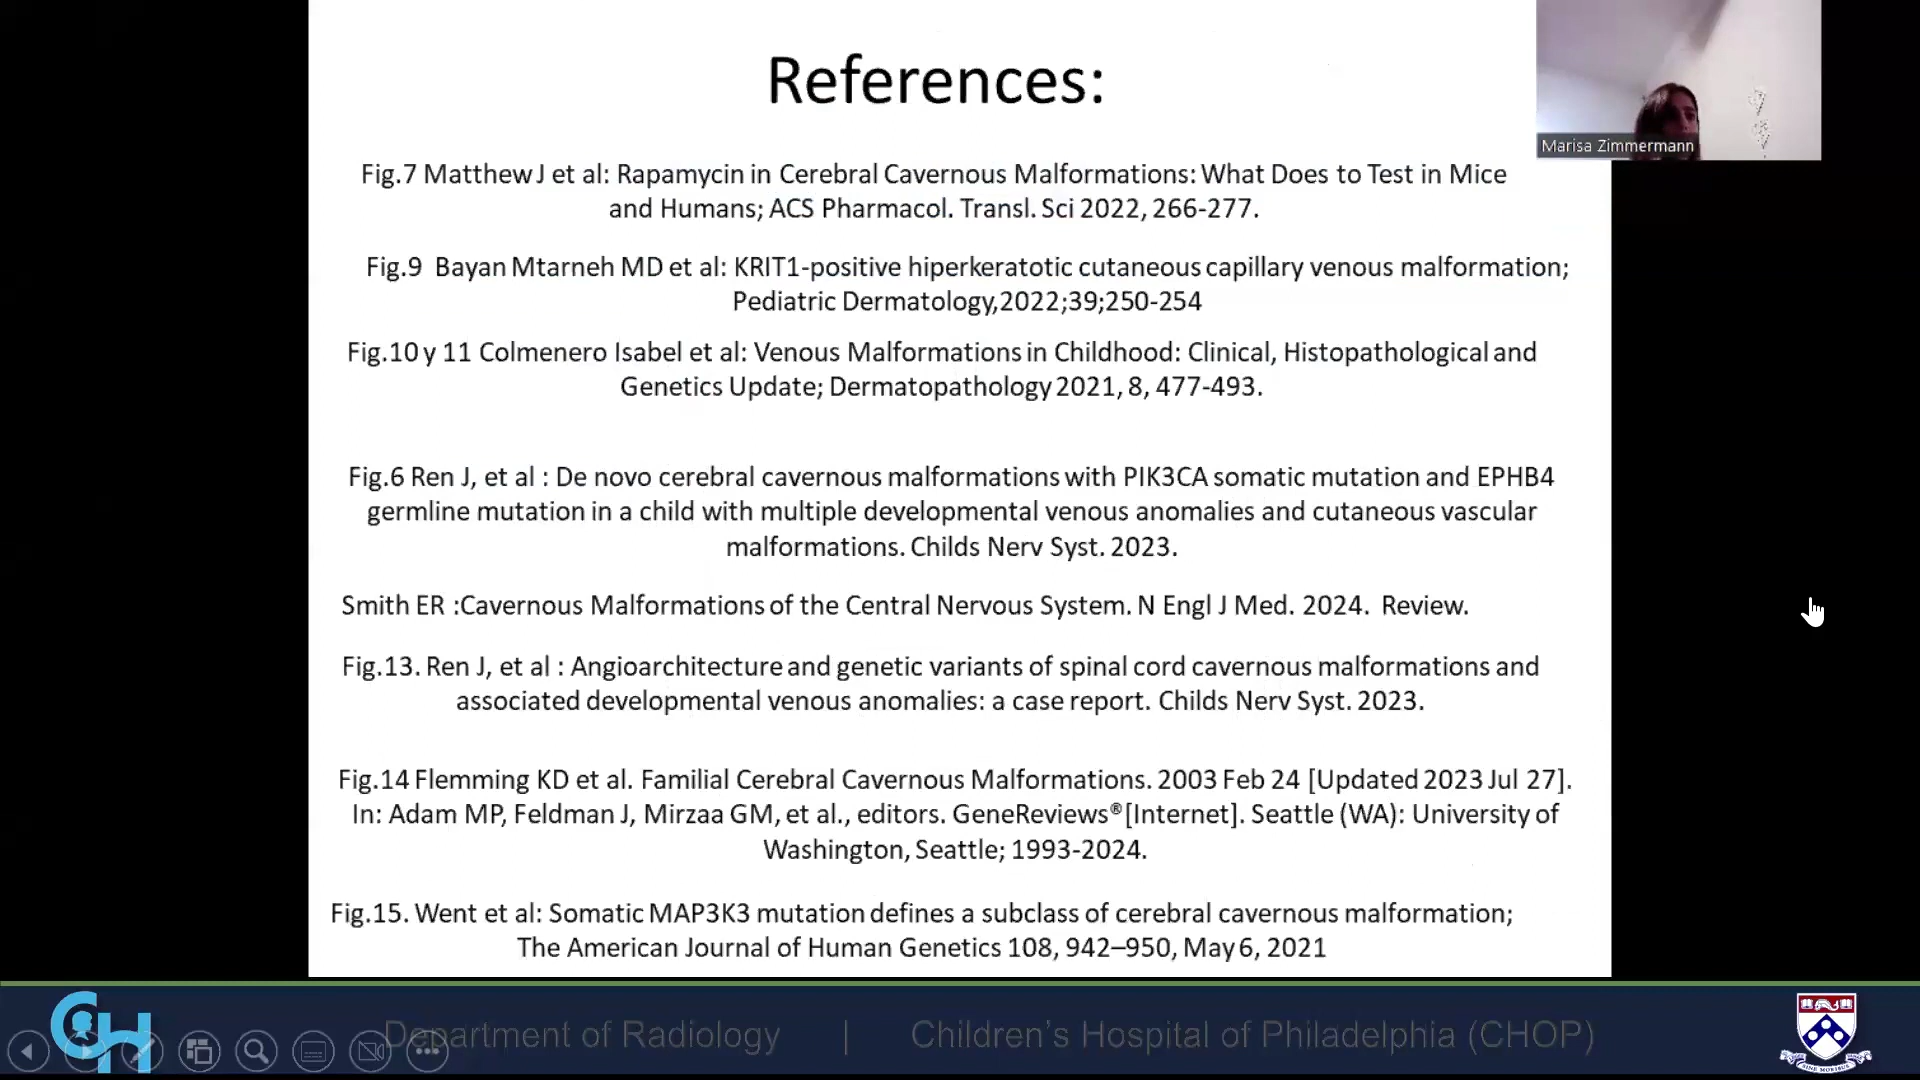 References:
Marisa Zimmermann
Fig.7 Matthew J et al: Rapamycin in Cerebral Cavernous Malformations: What Does to Test in Mice
and Humans; ACS Pharmacol. Transl. Sci 2022, 266-277.
Fig.9 Bayan Mtarneh MD et al: KRIT1-positive hiperkeratotic cutaneous capillary venous malformation;
Pediatric Dermatology,2022;39;250-254
Fig.10 y 11 Colmenero Isabel et al: Venous Malformations in Childhood: Clinical, Histopathological and
Genetics Update; Dermatopathology 2021, 8, 477-493.
Fig.6 Ren J, et al : De novo cerebral cavernous malformations with PIK3CA somatic mutation and EPHB4
germline mutation in a child with multiple developmental venous anomalies and cutaneous vascular
malformations. Childs Nerv Syst. 2023.
Smith ER :Cavernous Malformations of the Central Nervous System. N Engl J Med. 2024. Review.
Fig.13. Ren J, et al : Angioarchitecture and genetic variants of spinal cord cavernous malformations and
associated developmental venous anomalies: a case report. Childs Nerv Syst. 2023.
Fig.14 Flemming KD et al. Familial Cerebral Cavernous Malformations. 2003 Feb 24 [Updated 2023 Jul 27].
In: Adam MP, Feldman J, Mirzaa GM, et al., editors. GeneReviews® [Internet]. Seattle (WA): University of
Washington, Seattle; 1993-2024.
Fig.15. Went et al: Somatic MAP3K3 mutation defines a subclass of cerebral cavernous malformation;
The American Journal of Human Genetics 108, 942–950, May 6, 2021
CH
Department of Radiology | Children's Hospital of Philadelphia (CHOP)